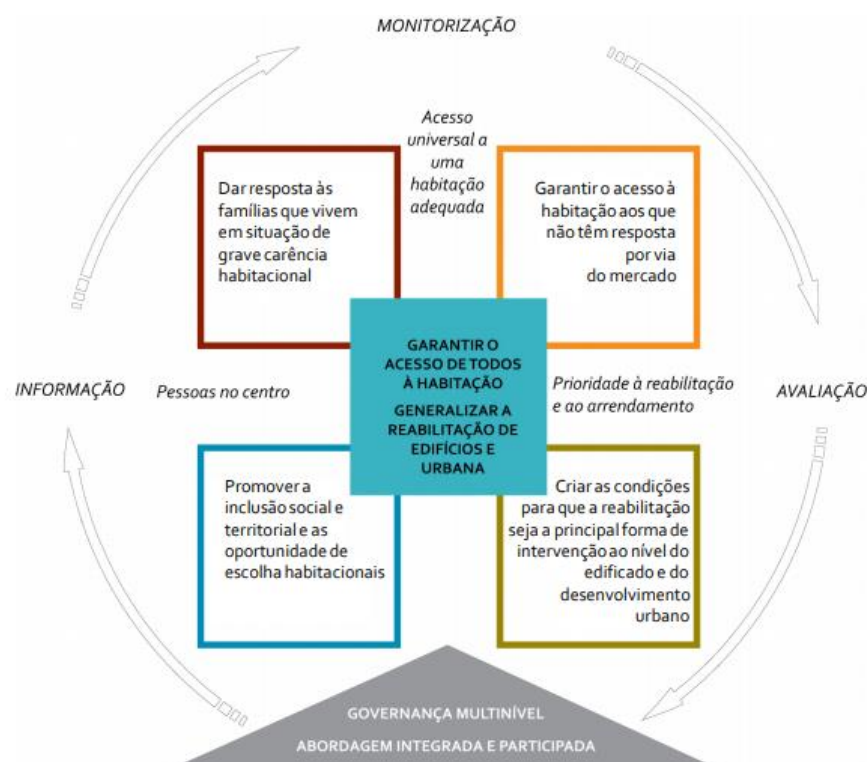 MONITORIZAÇÃO
Acesso
universal a
uma
habitação
adequada
Dar resposta às
famílias que vivem
em situação de
grave carência
habitacional
Garantir o acesso à
habitação aos que
não têm resposta
por via
do mercado
GARANTIR O
ACESSO DE TODOS
À HABITAÇÃO
GENERALIZAR A
REABILITAÇÃO DE
EDIFÍCIOS E
URBANA
INFORMAÇÃO
Pessoas no centro
Prioridade à reabilitação
e ao arrendamento
AVALIAÇÃO
Promover a
inclusão social e
territorial e as
oportunidade de
escolha habitacionais
Criar as condições
para que a reabilitação
seja a principal forma de
intervenção ao nível do
edificado e do
desenvolvimento
urbano
GOVERNANÇA MULTINÍVEL
ABORDAGEM INTEGRADA E PARTICIPADA